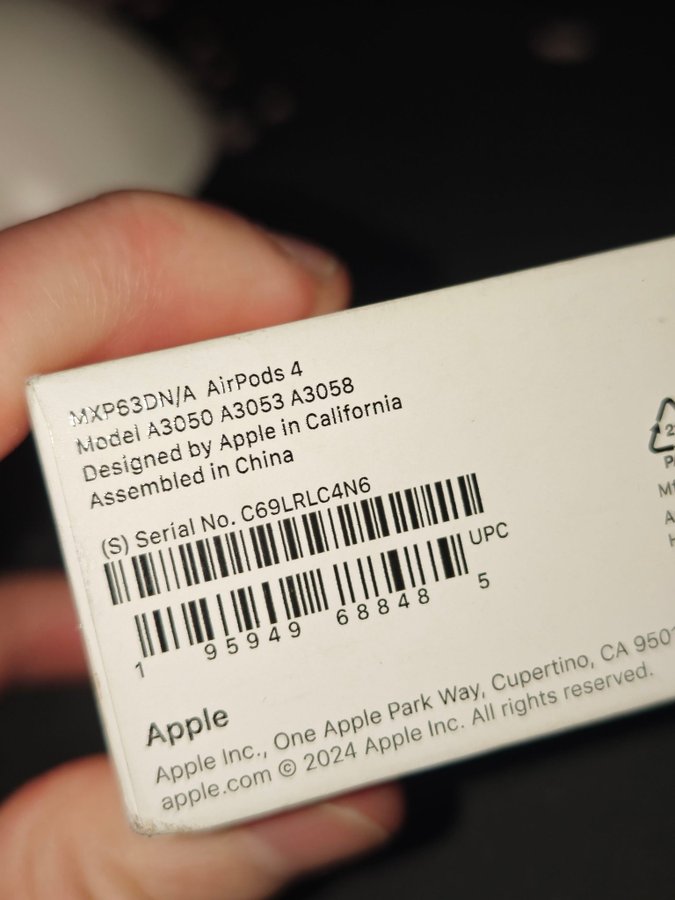 MXP63DN/A AirPods 4
Model A3050 A3053 A3058
Designed by Apple in California
Assembled in China
(S) Serial No. C69LRLC4N6
UPC
1 95949 68848 5
Apple
Apple Inc., One Apple Park Way, Cupertino, CA 9501
apple.com © 2024 Apple Inc. All rights reserved.